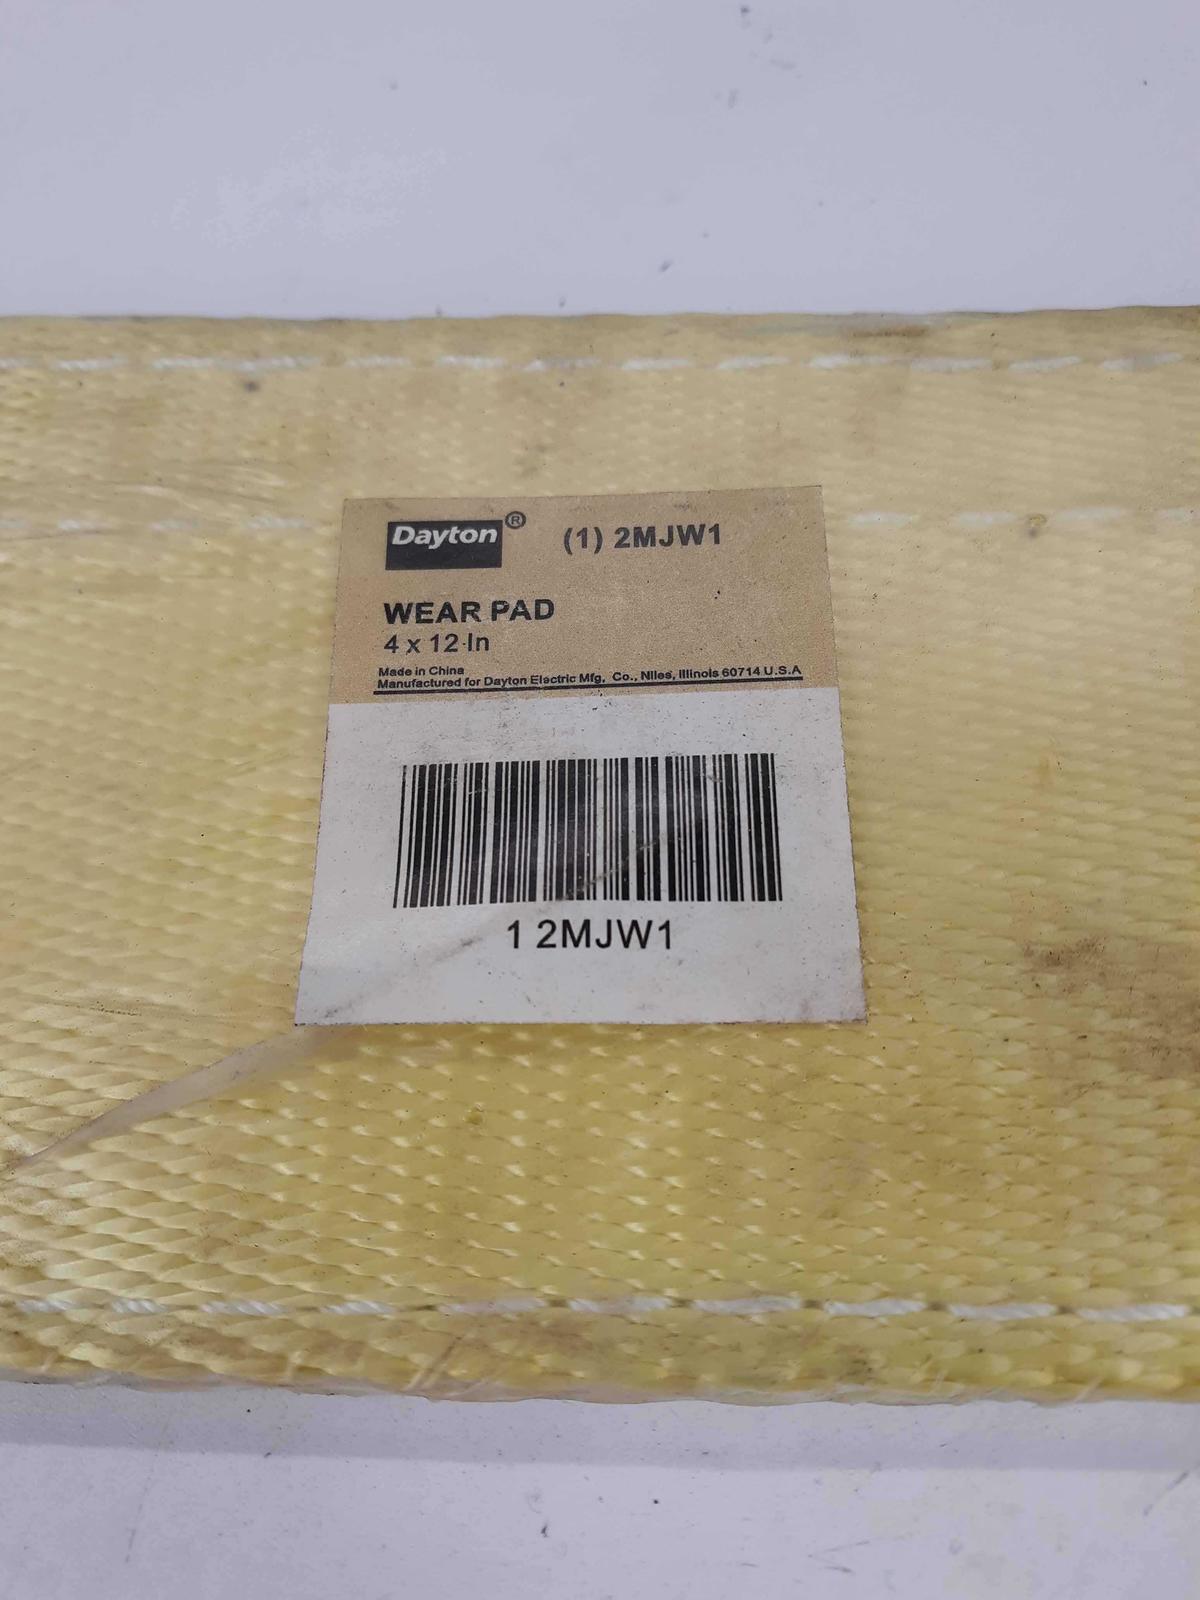 Dayton® (1) 2MJW1
WEAR PAD
4 x 12-In
Made in China
Manufactured for Dayton Electric Mfg. Co., Niles, Illinois 60714 U.S.A
1 2MJW1